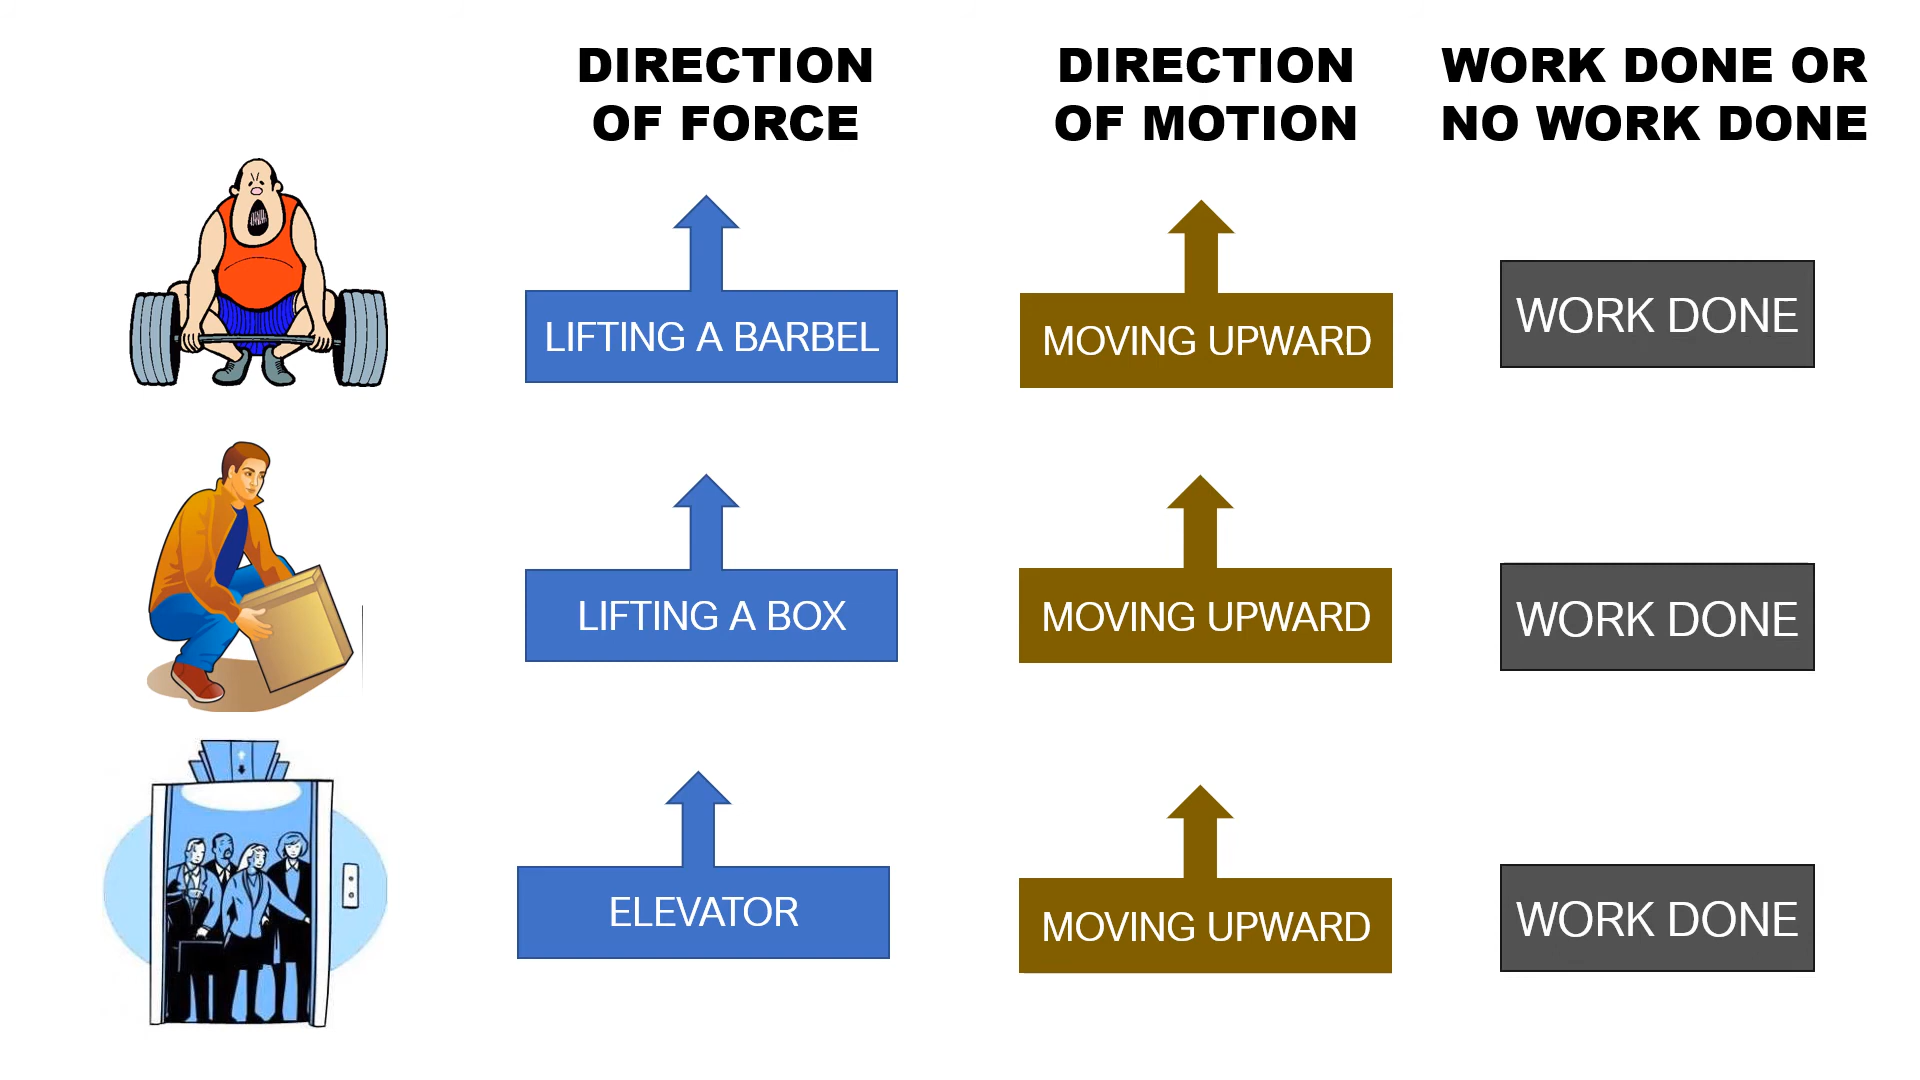 DIRECTION
OF FORCE
DIRECTION
OF MOTION
WORK DONE OR
NO WORK DONE
LIFTING A BARBEL
MOVING UPWARD
WORK DONE
LIFTING A BOX
MOVING UPWARD
WORK DONE
ELEVATOR
MOVING UPWARD
WORK DONE